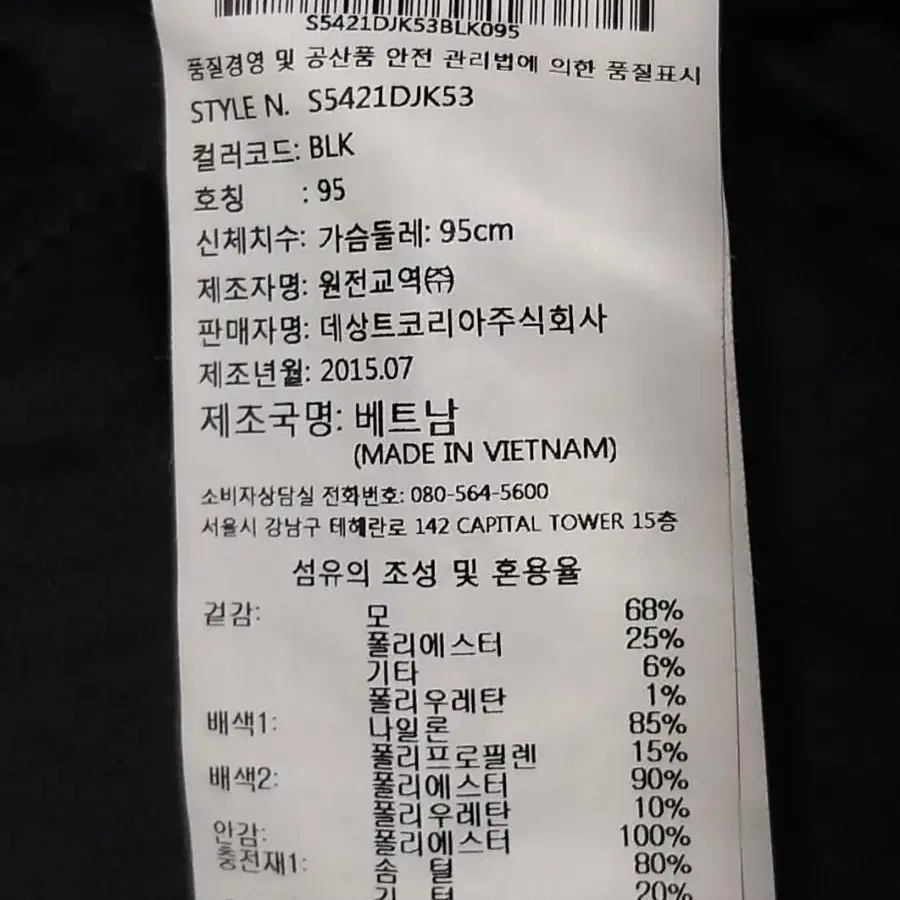 S5421DJK53BLK095
품질경영 및 공산품 안전 관리법에 의한 품질표시
STYLE N. S5421DJK53
컬러코드: BLK
호칭 : 95
신체치수: 가슴둘레: 95cm
제조자명: 원전교역㈜
판매자명: 데상트코리아주식회사
제조년월: 2015.07
제조국명: 베트남
(MADE IN VIETNAM)
소비자상담실 전화번호: 080-564-5600
서울시 강남구 테헤란로 142 CAPITAL TOWER 15층
섬유의 조성 및 혼용율
겉감: 모 68%
폴리에스터 25%
기타 6%
폴리우레탄 1%
배색1: 나일론 85%
폴리프로필렌 15%
배색2: 폴리에스터 90%
폴리우레탄 10%
안감: 폴리에스터 100%
충전재1: 솜 털 80%
깃 털 20%